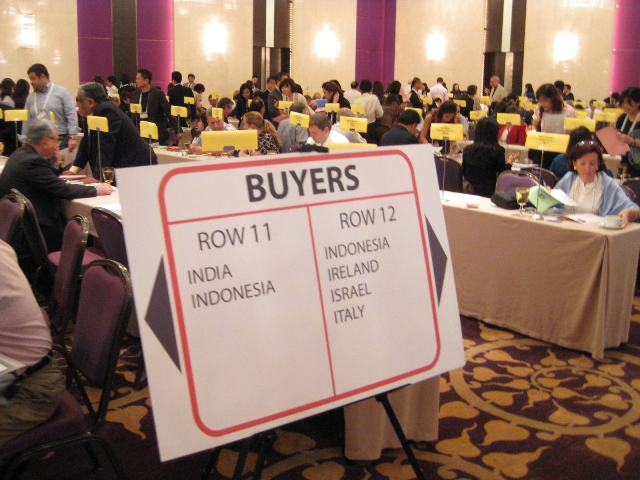 BUYERS
ROW 11
INDIA
INDONESIA
ROW 12
INDONESIA
IRELAND
ISRAEL
ITALY